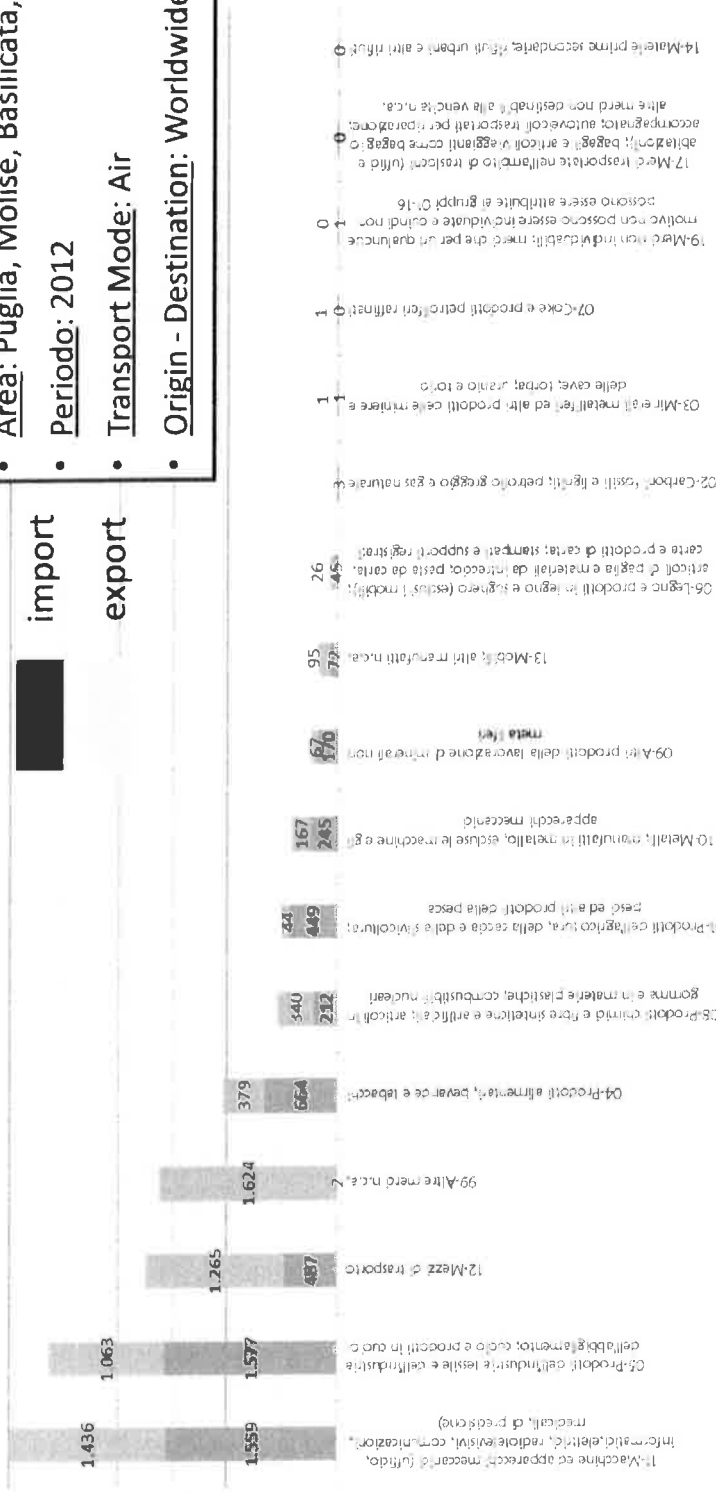 • Area: Puglia, Molise, Basilicata,
• Periodo: 2012
• Transport Mode: Air
• Origin - Destination: Worldwide
import
export
1.436
1.559
1.063
1.577
1.265
487
1.624
7
379
664
340
212
44
449
167
245
67
170
95
72
26
45
3
1
1
1
0
0
1
0
0
informatici,elettrici, radiotelevisivi, comunicazioni,
medicali, di precisione)
05-Prodotti dell'industria tessile e dell'industria
dell'abbigliamento; cuoio e prodotti in cuoio
12-Mezzi di trasporto
99-Altre merci n.c.a.
04-Prodotti alimentari, bevande e tabacchi
08-Prodotti chimici e fibre sintetiche e artificiali; articoli in
gomma e in materie plastiche; combustibili nucleari
1-Prodotti dell'agricoltura, della caccia e della silvicoltura;
pesci ed altri prodotti della pesca
10-Metalli; manufatti in metallo, escluse le macchine e gli
apparecchi meccanici
09-Altri prodotti della lavorazione di minerali non
metalliferi
13-Mobili; altri manufatti n.c.a.
06-Legno e prodotti in legno e sughero (esclusi i mobili);
articoli di paglia e materiali da intreccio; pasta da carta,
carta e prodotti di carta; stampati e supporti registrati
02-Carboni fossili e ligniti; petrolio greggio e gas naturale
03-Minerali metalliferi ed altri prodotti delle miniere e
delle cave; torba; uranio e torio
07-Coke e prodotti petroliferi raffinati
19-Merci non individuabili: merci che per un qualunque
motivo non possono essere individuate e quindi non
possono essere attribuite ai gruppi 01-16
17-Merci trasportate nell'ambito di traslochi (uffici e
abitazioni); bagagli e articoli viaggianti come bagaglio
accompagnato; autoveicoli trasportati per riparazione;
altre merci non destinabili alla vendita n.c.a.
14-Materie prime secondarie; rifiuti urbani e altri rifiuti